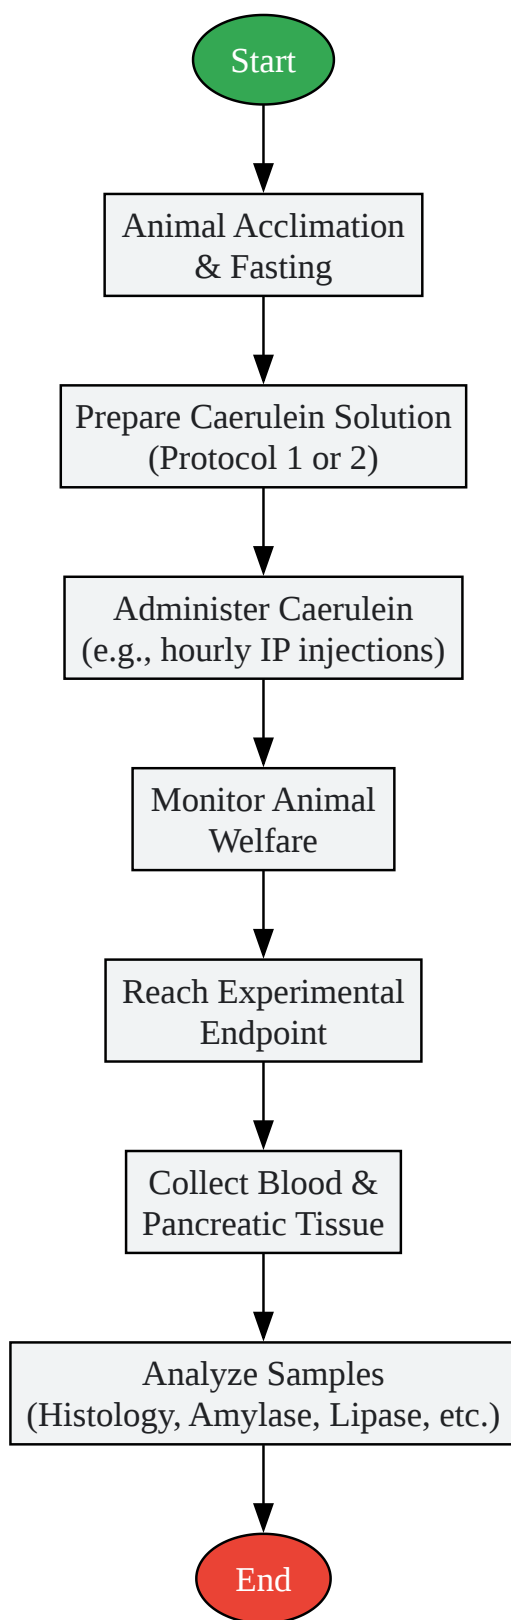 Start
Animal Acclimation
& Fasting
Prepare Caerulein Solution
(Protocol 1 or 2)
Administer Caerulein
(e.g., hourly IP injections)
Monitor Animal
Welfare
Reach Experimental
Endpoint
Collect Blood &
Pancreatic Tissue
Analyze Samples
(Histology, Amylase, Lipase, etc.)
End